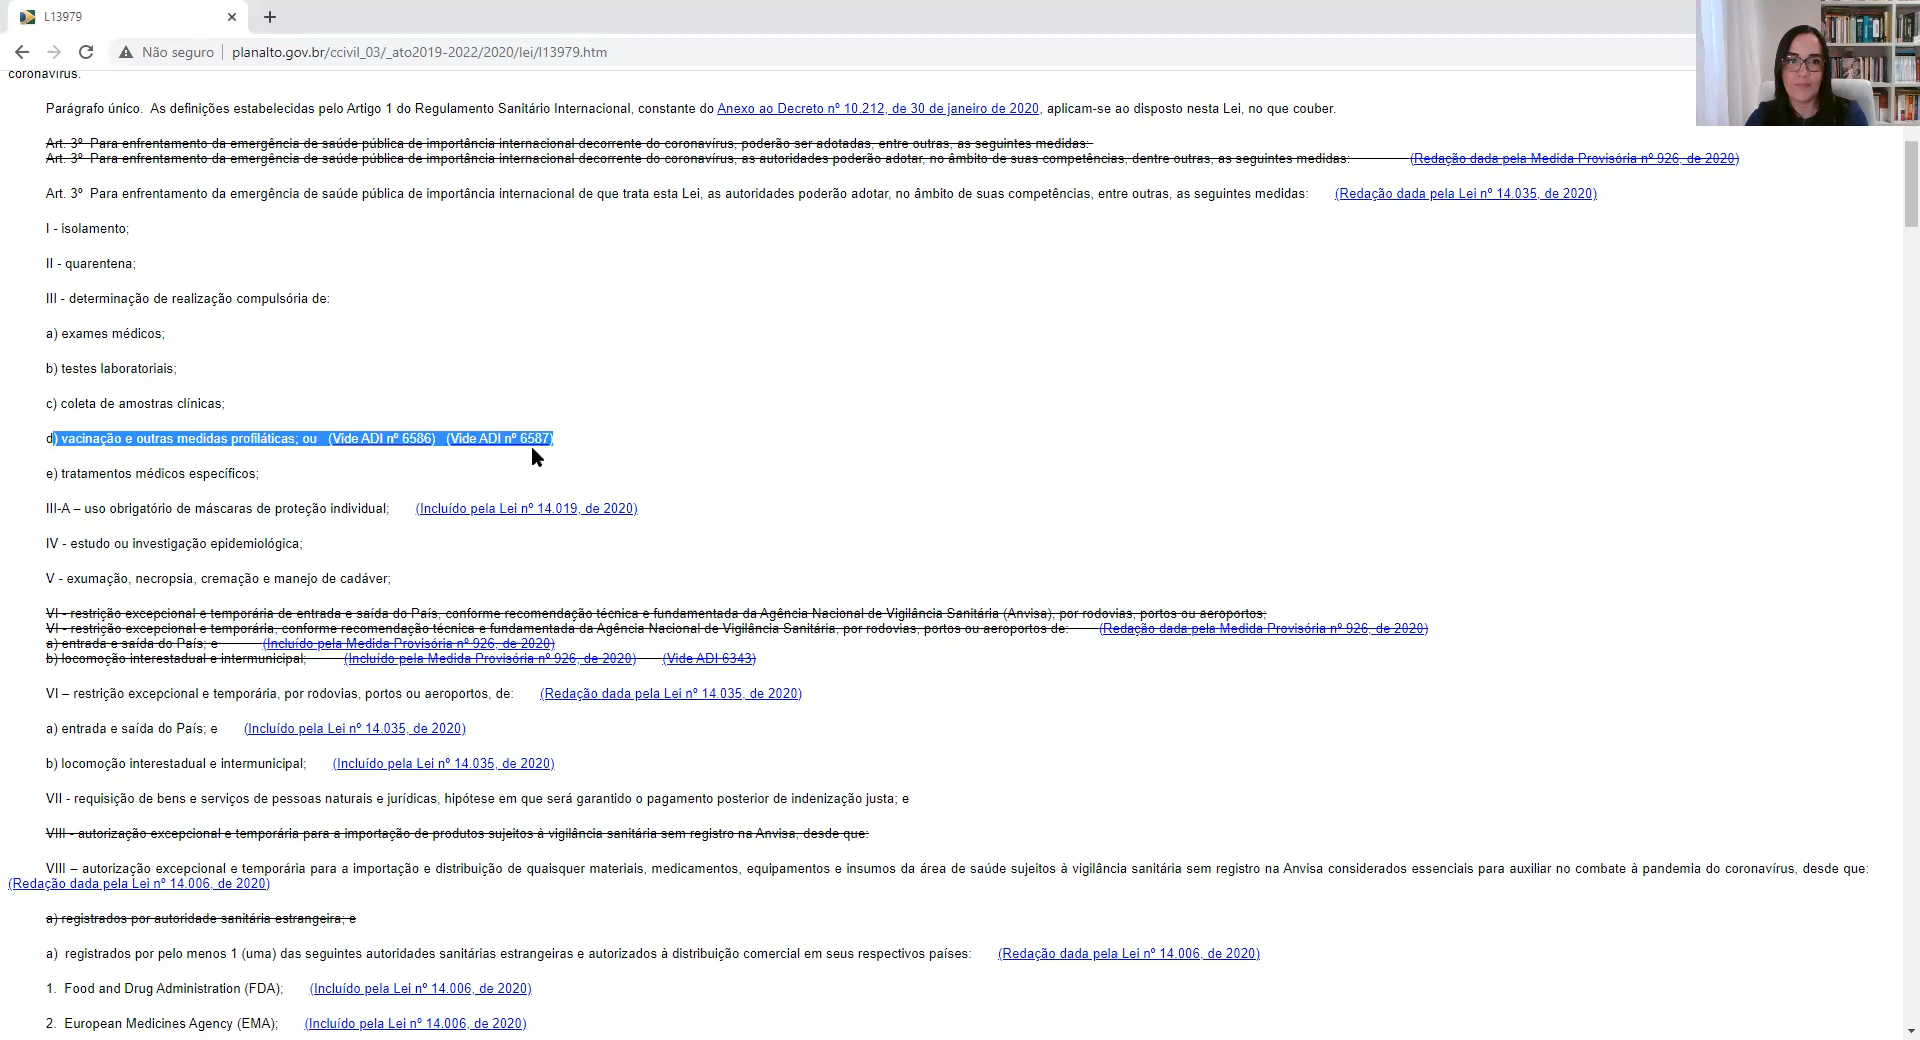 L13979
Não seguro | planalto.gov.br/ccivil_03/_ato2019-2022/2020/lei/l13979.htm
coronavírus.
Parágrafo único. As definições estabelecidas pelo Artigo 1 do Regulamento Sanitário Internacional, constante do Anexo ao Decreto nº 10.212, de 30 de janeiro de 2020, aplicam-se ao disposto nesta Lei, no que couber.
Art. 3º Para enfrentamento da emergência de saúde pública de importância internacional decorrente do coronavírus, poderão ser adotadas, entre outras, as seguintes medidas:
Art. 3º Para enfrentamento da emergência de saúde pública de importância internacional decorrente do coronavírus, as autoridades poderão adotar, no âmbito de suas competências, dentre outras, as seguintes medidas: (Redação dada pela Medida Provisória nº 926, de 2020)
Art. 3º Para enfrentamento da emergência de saúde pública de importância internacional de que trata esta Lei, as autoridades poderão adotar, no âmbito de suas competências, entre outras, as seguintes medidas: (Redação dada pela Lei nº 14.035, de 2020)
I - isolamento;
II - quarentena;
III - determinação de realização compulsória de:
a) exames médicos;
b) testes laboratoriais;
c) coleta de amostras clínicas;
d) vacinação e outras medidas profiláticas; ou (Vide ADI nº 6586) (Vide ADI nº 6587)
e) tratamentos médicos específicos;
III-A – uso obrigatório de máscaras de proteção individual; (Incluído pela Lei nº 14.019, de 2020)
IV - estudo ou investigação epidemiológica;
V - exumação, necropsia, cremação e manejo de cadáver;
VI - restrição excepcional e temporária de entrada e saída do País, conforme recomendação técnica e fundamentada da Agência Nacional de Vigilância Sanitária (Anvisa), por rodovias, portos ou aeroportos;
VI - restrição excepcional e temporária, conforme recomendação técnica e fundamentada da Agência Nacional de Vigilância Sanitária, por rodovias, portos ou aeroportos de: (Redação dada pela Medida Provisória nº 926, de 2020)
a) entrada e saída do País; e (Incluído pela Medida Provisória nº 926, de 2020)
b) locomoção interestadual e intermunicipal; (Incluído pela Medida Provisória nº 926, de 2020) (Vide ADI 6343)
VI – restrição excepcional e temporária, por rodovias, portos ou aeroportos, de: (Redação dada pela Lei nº 14.035, de 2020)
a) entrada e saída do País; e (Incluído pela Lei nº 14.035, de 2020)
b) locomoção interestadual e intermunicipal; (Incluído pela Lei nº 14.035, de 2020)
VII - requisição de bens e serviços de pessoas naturais e jurídicas, hipótese em que será garantido o pagamento posterior de indenização justa; e
VIII - autorização excepcional e temporária para a importação de produtos sujeitos à vigilância sanitária sem registro na Anvisa, desde que:
VIII – autorização excepcional e temporária para a importação e distribuição de quaisquer materiais, medicamentos, equipamentos e insumos da área de saúde sujeitos à vigilância sanitária sem registro na Anvisa considerados essenciais para auxiliar no combate à pandemia do coronavírus, desde que:
(Redação dada pela Lei nº 14.006, de 2020)
a) registrados por autoridade sanitária estrangeira; e
a) registrados por pelo menos 1 (uma) das seguintes autoridades sanitárias estrangeiras e autorizados à distribuição comercial em seus respectivos países: (Redação dada pela Lei nº 14.006, de 2020)
1. Food and Drug Administration (FDA); (Incluído pela Lei nº 14.006, de 2020)
2. European Medicines Agency (EMA); (Incluído pela Lei nº 14.006, de 2020)